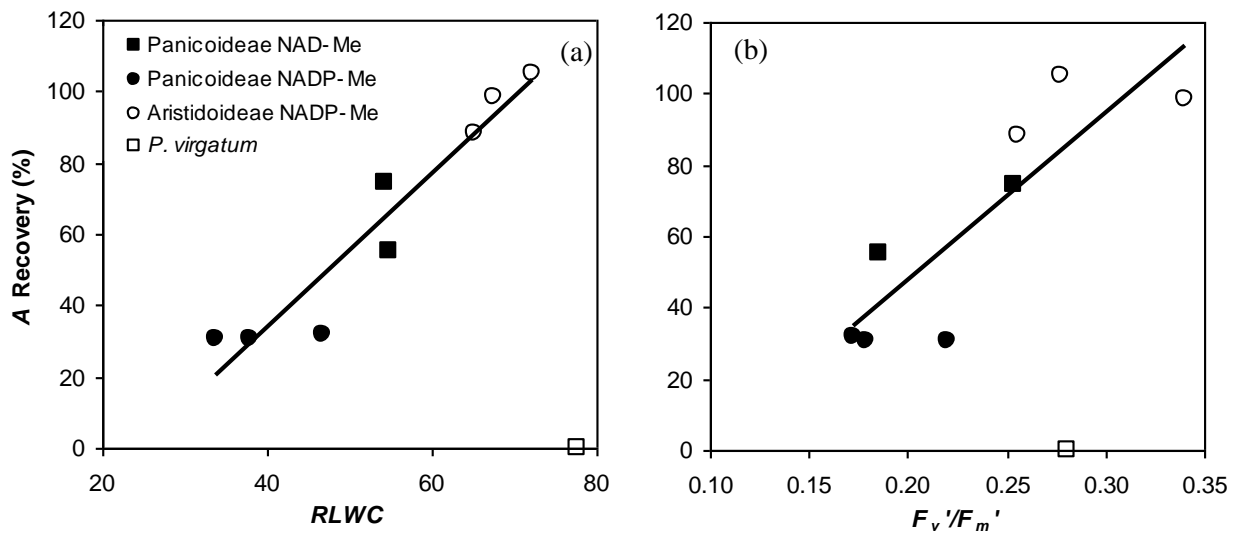 A Recovery (%)
120
100
80
60
40
20
0
Panicoideae NAD-Me
Panicoideae NADP-Me
Aristidoideae NADP-Me
P. virgatum
(a)
20 40 60 80
RLWC
120
100
80
60
40
20
0
(b)
0.10 0.20 0.25 0.30 0.35
Fv'/Fm'